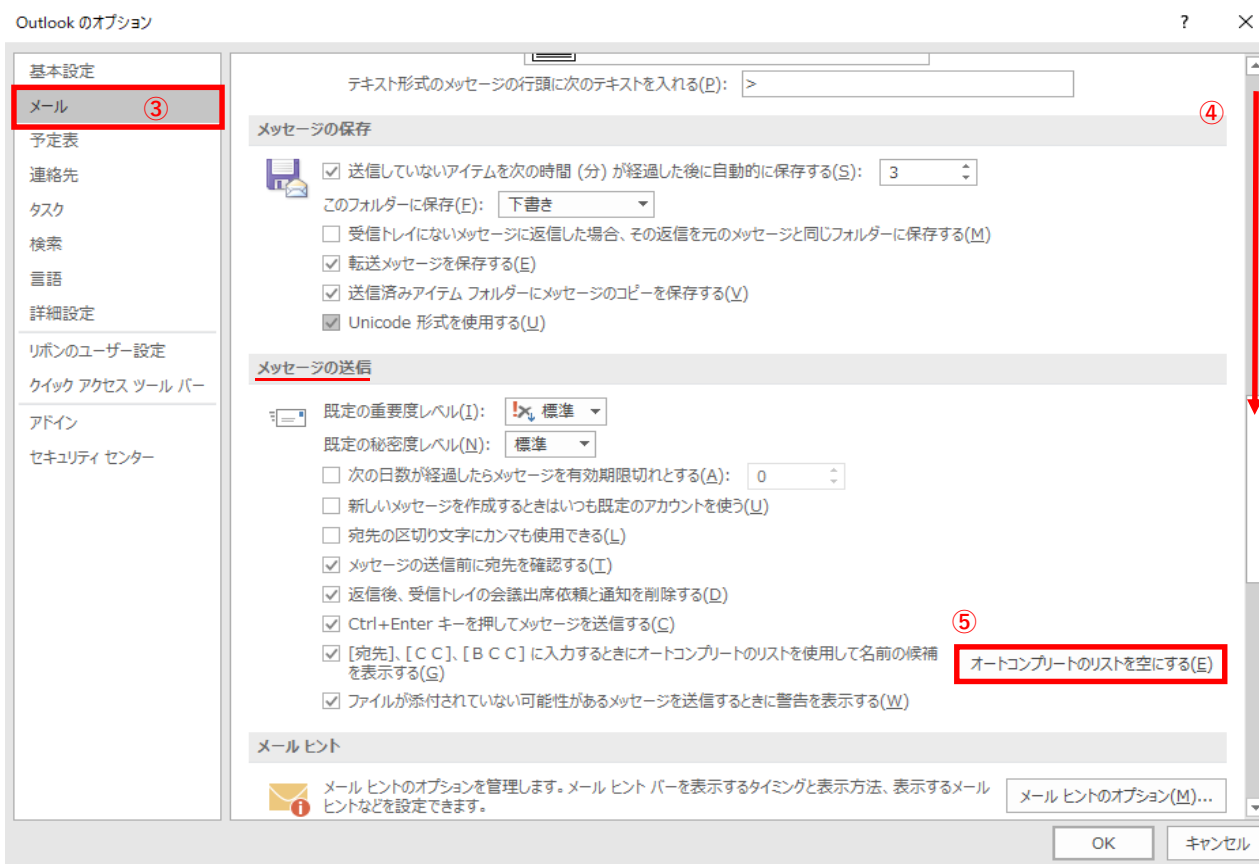 Outlook のオプション
?
×
基本設定
メール
③
予定表
連絡先
タスク
検索
言語
詳細設定
リボンのユーザー設定
クイック アクセス ツール バー
アドイン
セキュリティ センター
テキスト形式のメッセージの行頭に次のテキストを入れる(P): >
④
メッセージの保存
送信していないアイテムを次の時間 (分) が経過した後に自動的に保存する(S): 3
このフォルダーに保存(F): 下書き
受信トレイにないメッセージに返信した場合、その返信を元のメッセージと同じフォルダーに保存する(M)
転送メッセージを保存する(E)
送信済みアイテム フォルダーにメッセージのコピーを保存する(V)
Unicode 形式を使用する(U)
メッセージの送信
既定の重要度レベル(I): 標準
既定の秘密度レベル(N): 標準
次の日数が経過したらメッセージを有効期限切れとする(A): 0
新しいメッセージを作成するときはいつも既定のアカウントを使う(U)
宛先の区切り文字にカンマも使用できる(L)
メッセージの送信前に宛先を確認する(T)
返信後、受信トレイの会議出席依頼と通知を削除する(D)
Ctrl+Enter キーを押してメッセージを送信する(C)
⑤
[宛先]、[ＣＣ]、[ＢＣＣ] に入力するときにオートコンプリートのリストを使用して名前の候補
を表示する(G)
オートコンプリートのリストを空にする(E)
ファイルが添付されていない可能性があるメッセージを送信するときに警告を表示する(W)
メール ヒント
メール ヒントのオプションを管理します。メール ヒント バーを表示するタイミングと表示方法、表示するメール
ヒントなどを設定できます。
メール ヒントのオプション(M)...
OK
キャンセル